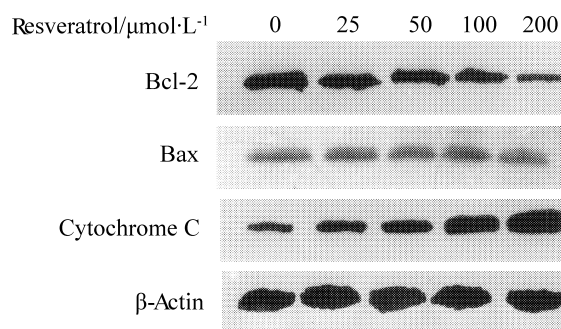 Resveratrol/μmol·L⁻¹ 0 25 50 100 200
Bcl-2
Bax
Cytochrome C
β-Actin